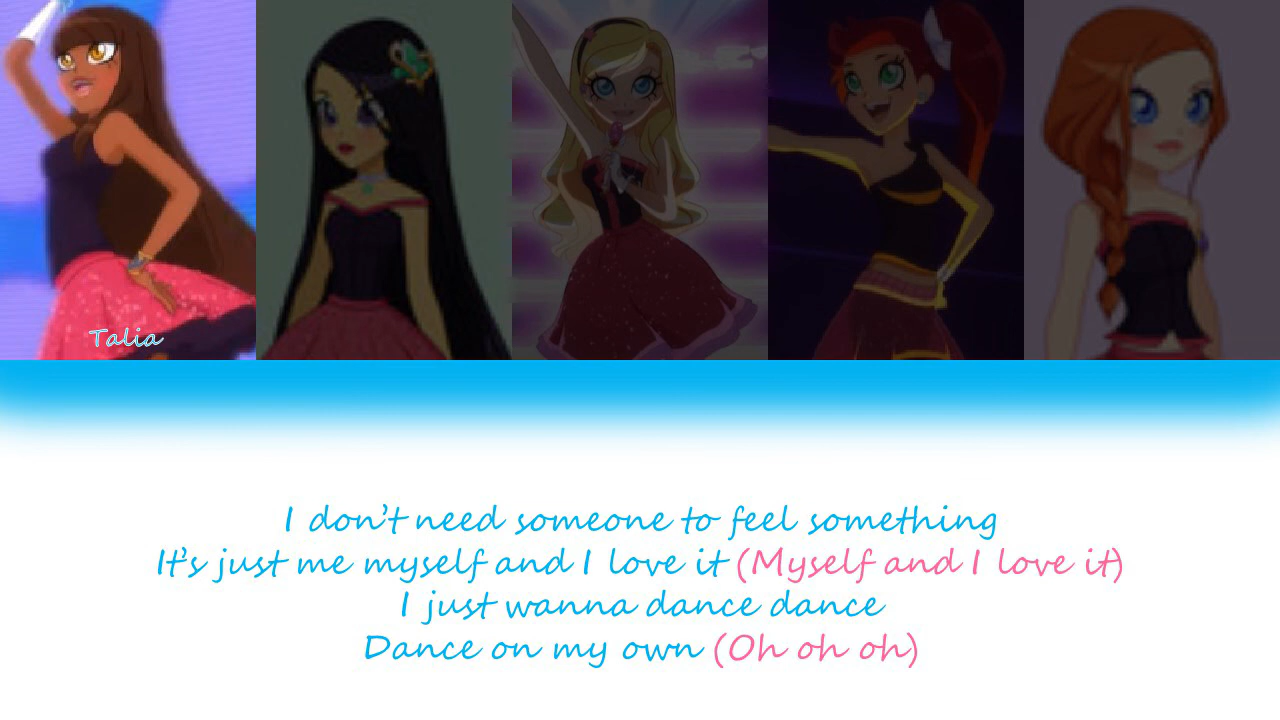 Talia
I don't need someone to feel something
It's just me myself and I love it (Myself and I love it)
I just wanna dance dance
Dance on my own (Oh oh oh)